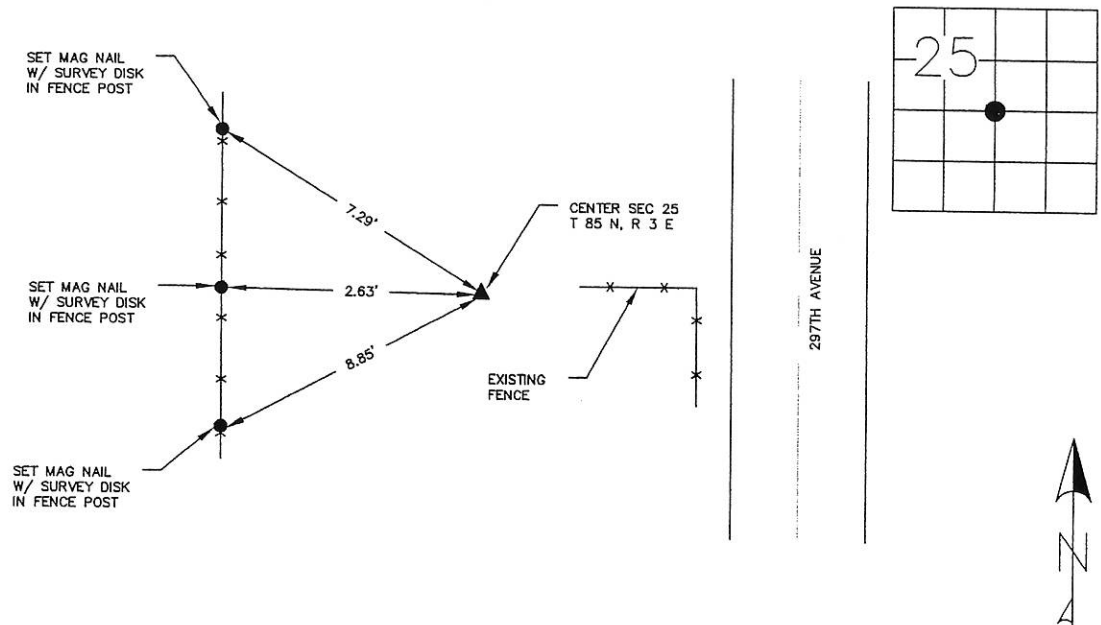 SET MAG NAIL
W/ SURVEY DISK
IN FENCE POST
25
7.29'
CENTER SEC 25
T 85 N, R 3 E
SET MAG NAIL
W/ SURVEY DISK
IN FENCE POST
2.63'
297TH AVENUE
8.85'
EXISTING
FENCE
SET MAG NAIL
W/ SURVEY DISK
IN FENCE POST
N